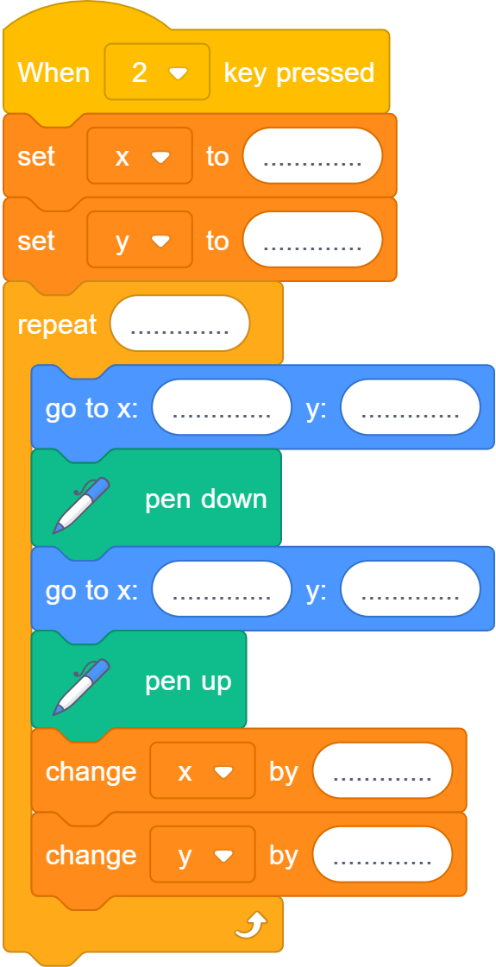 When 2 key pressed
set x to .............
set y to .............
repeat .............
go to x: ............. y: .............
pen down
go to x: ............. y: .............
pen up
change x by .............
change y by .............